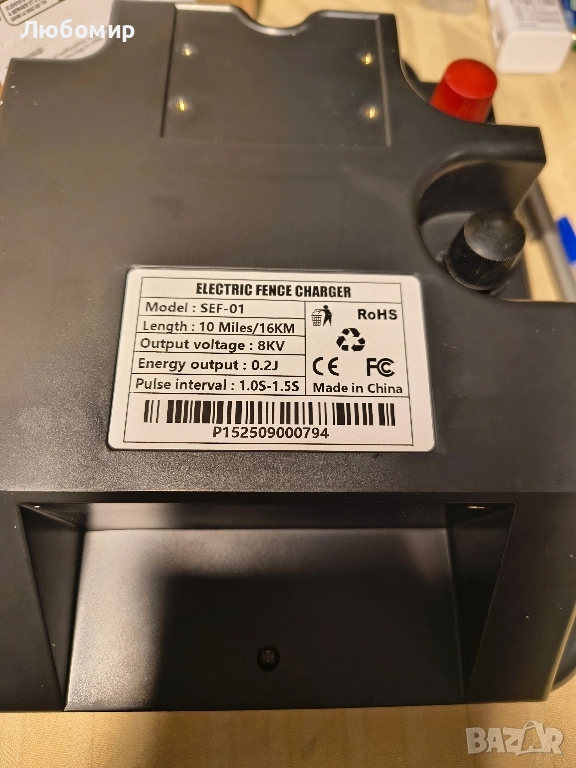 Любомир
ELECTRIC FENCE CHARGER
Model : SEF-01
Length : 10 Miles/16KM
Output voltage : 8KV
Energy output : 0.2J
Pulse interval : 1.0S-1.5S
RoHS
CE FC
Made in China
P152509000794
BAZAR